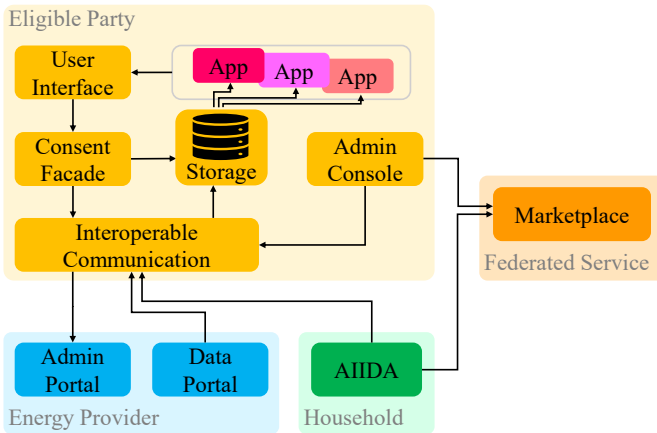 Eligible Party
User
Interface
App
App
App
Consent
Facade
Storage
Admin
Console
Interoperable
Communication
Marketplace
Federated Service
Admin
Portal
Data
Portal
Energy Provider
AIIDA
Household